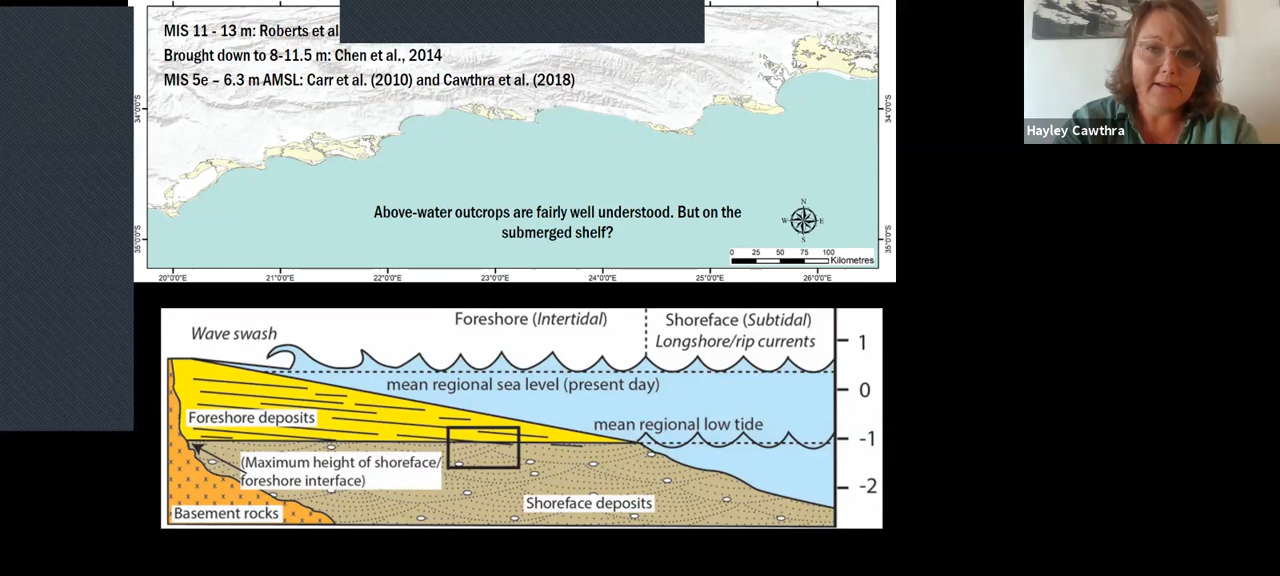 MIS 11 - 13 m: Roberts et al
Brought down to 8-11.5 m: Chen et al., 2014
MIS 5e – 6.3 m AMSL: Carr et al. (2010) and Cawthra et al. (2018)
Hayley Cawthra
34°0'0"S
34°0'0"S
Above-water outcrops are fairly well understood. But on the
submerged shelf?
N
W E
S
35°0'0"S
35°0'0"S
0 25 50 75 100
Kilometres
20°0'0"E 21°0'0"E 22°0'0"E 23°0'0"E 24°0'0"E 25°0'0"E 26°0'0"E
Wave swash
Foreshore (Intertidal)
Shoreface (Subtidal)
Longshore/rip currents
1
mean regional sea level (present day)
0
Foreshore deposits
mean regional low tide
-1
(Maximum height of shoreface/
foreshore interface)
-2
Shoreface deposits
Basement rocks